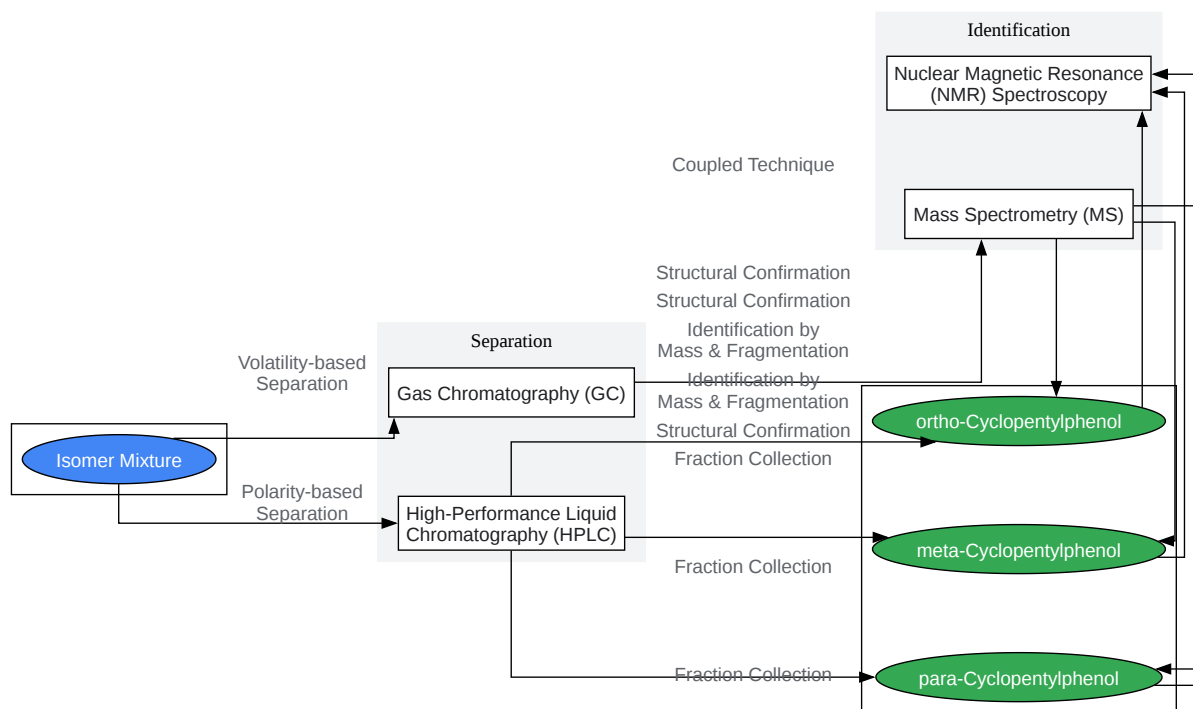 Identification
Nuclear Magnetic Resonance
(NMR) Spectroscopy
Coupled Technique
Mass Spectrometry (MS)
Structural Confirmation
Structural Confirmation
Separation
Identification by
Mass & Fragmentation
Volatility-based
Separation
Gas Chromatography (GC)
Identification by
Mass & Fragmentation
ortho-Cyclopentylphenol
Structural Confirmation
Isomer Mixture
Fraction Collection
Polarity-based
Separation
High-Performance Liquid
Chromatography (HPLC)
meta-Cyclopentylphenol
Fraction Collection
Fraction Collection
para-Cyclopentylphenol